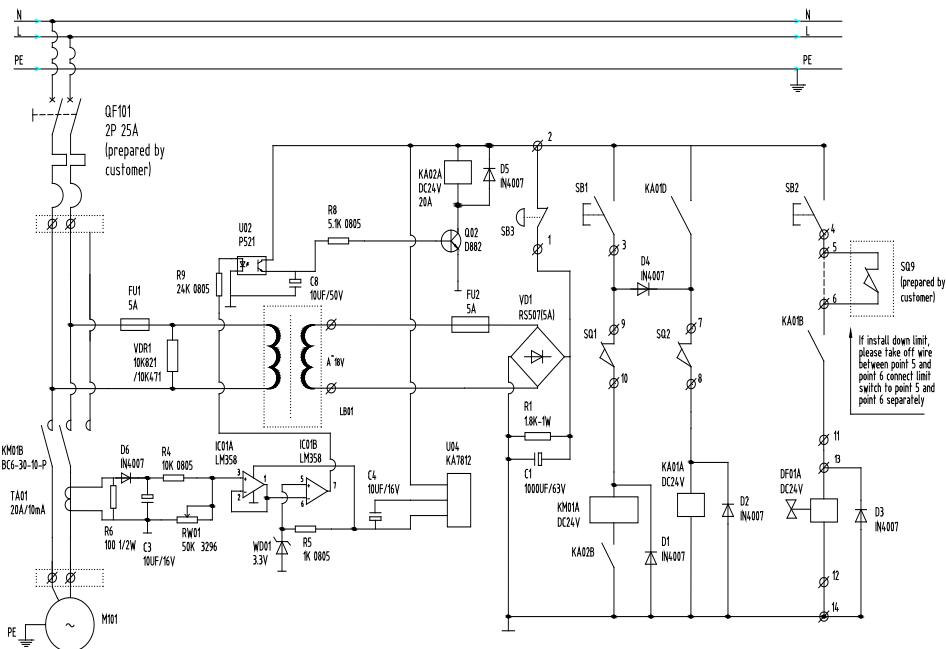 N
N
L
L
PE
PE
QF101
2P 25A
(prepared by
customer)
2
KA02A
DC24V
20A
D5
IN4007
SB1
KA01D
SB2
U02
P521
R8
5.1K 0805
Q02
D882
SB3
1
3
4
5
R9
24K 0805
C8
10UF/50V
D4
IN4007
SQ9
(prepared by
customer)
6
FU1
5A
FU2
5A
VD1
RS507(5A)
9
7
KA01B
VDR1
10K821
/10K471
A~18V
SQ1
SQ2
If install down limit,
please take off wire
between point 5 and
point 6 connect limit
switch to point 5 and
point 6 separately
10
8
LB01
R1
1.8K-1W
KM01B
BC6-30-10-P
D6
IN4007
R4
10K 0805
IC01A
LM358
IC01B
LM358
U04
KA7812
11
13
TA01
20A/10mA
3
2
1
5
6
7
C4
10UF/16V
C1
1000UF/63V
KA01A
DC24V
DF01A
DC24V
R6
100 1/2W
C3
10UF/16V
RW01
50K 3296
WD01
3.3V
R5
1K 0805
KM01A
DC24V
D2
IN4007
D3
IN4007
KA02B
D1
IN4007
12
14
M101
~
PE